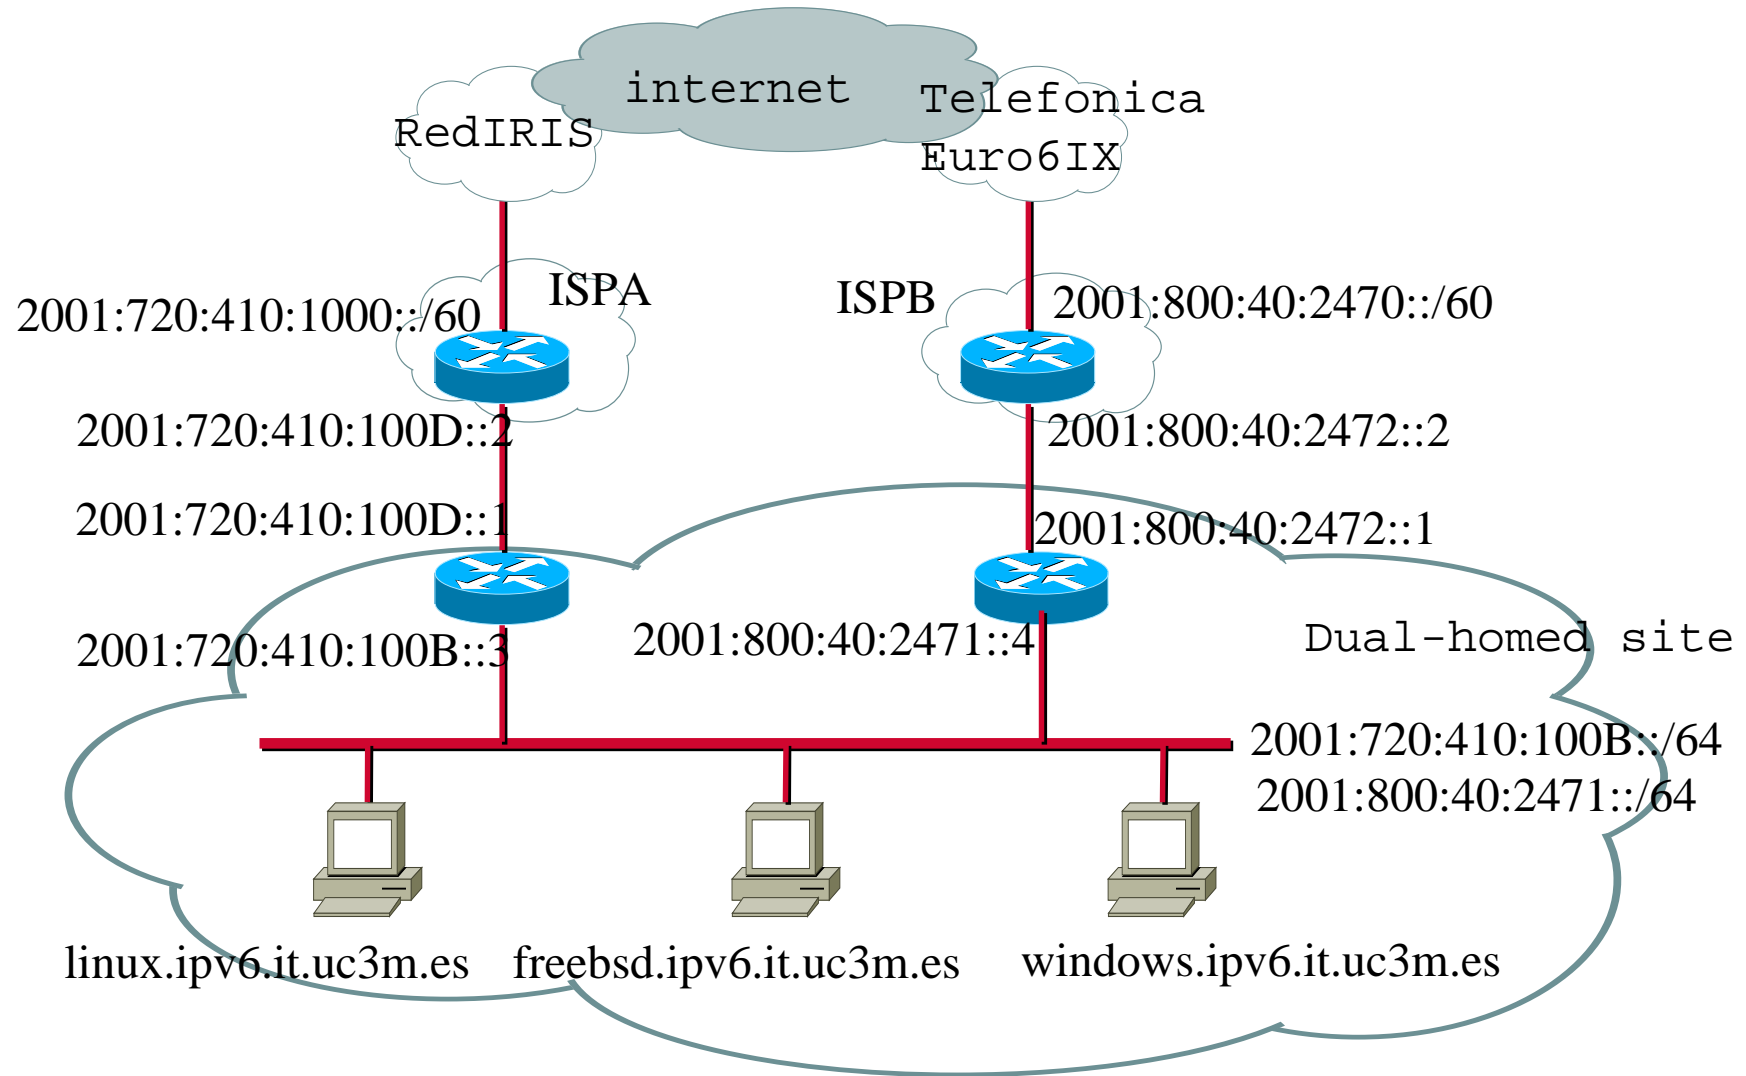 internet
RedIRIS
Telefonica
Euro6IX
ISPA
ISPB
2001:720:410:1000::/60
2001:800:40:2470::/60
2001:720:410:100D::2
2001:800:40:2472::2
2001:720:410:100D::1
2001:800:40:2472::1
2001:720:410:100B::3
2001:800:40:2471::4
Dual-homed site
2001:720:410:100B::/64
2001:800:40:2471::/64
linux.ipv6.it.uc3m.es
freebsd.ipv6.it.uc3m.es
windows.ipv6.it.uc3m.es